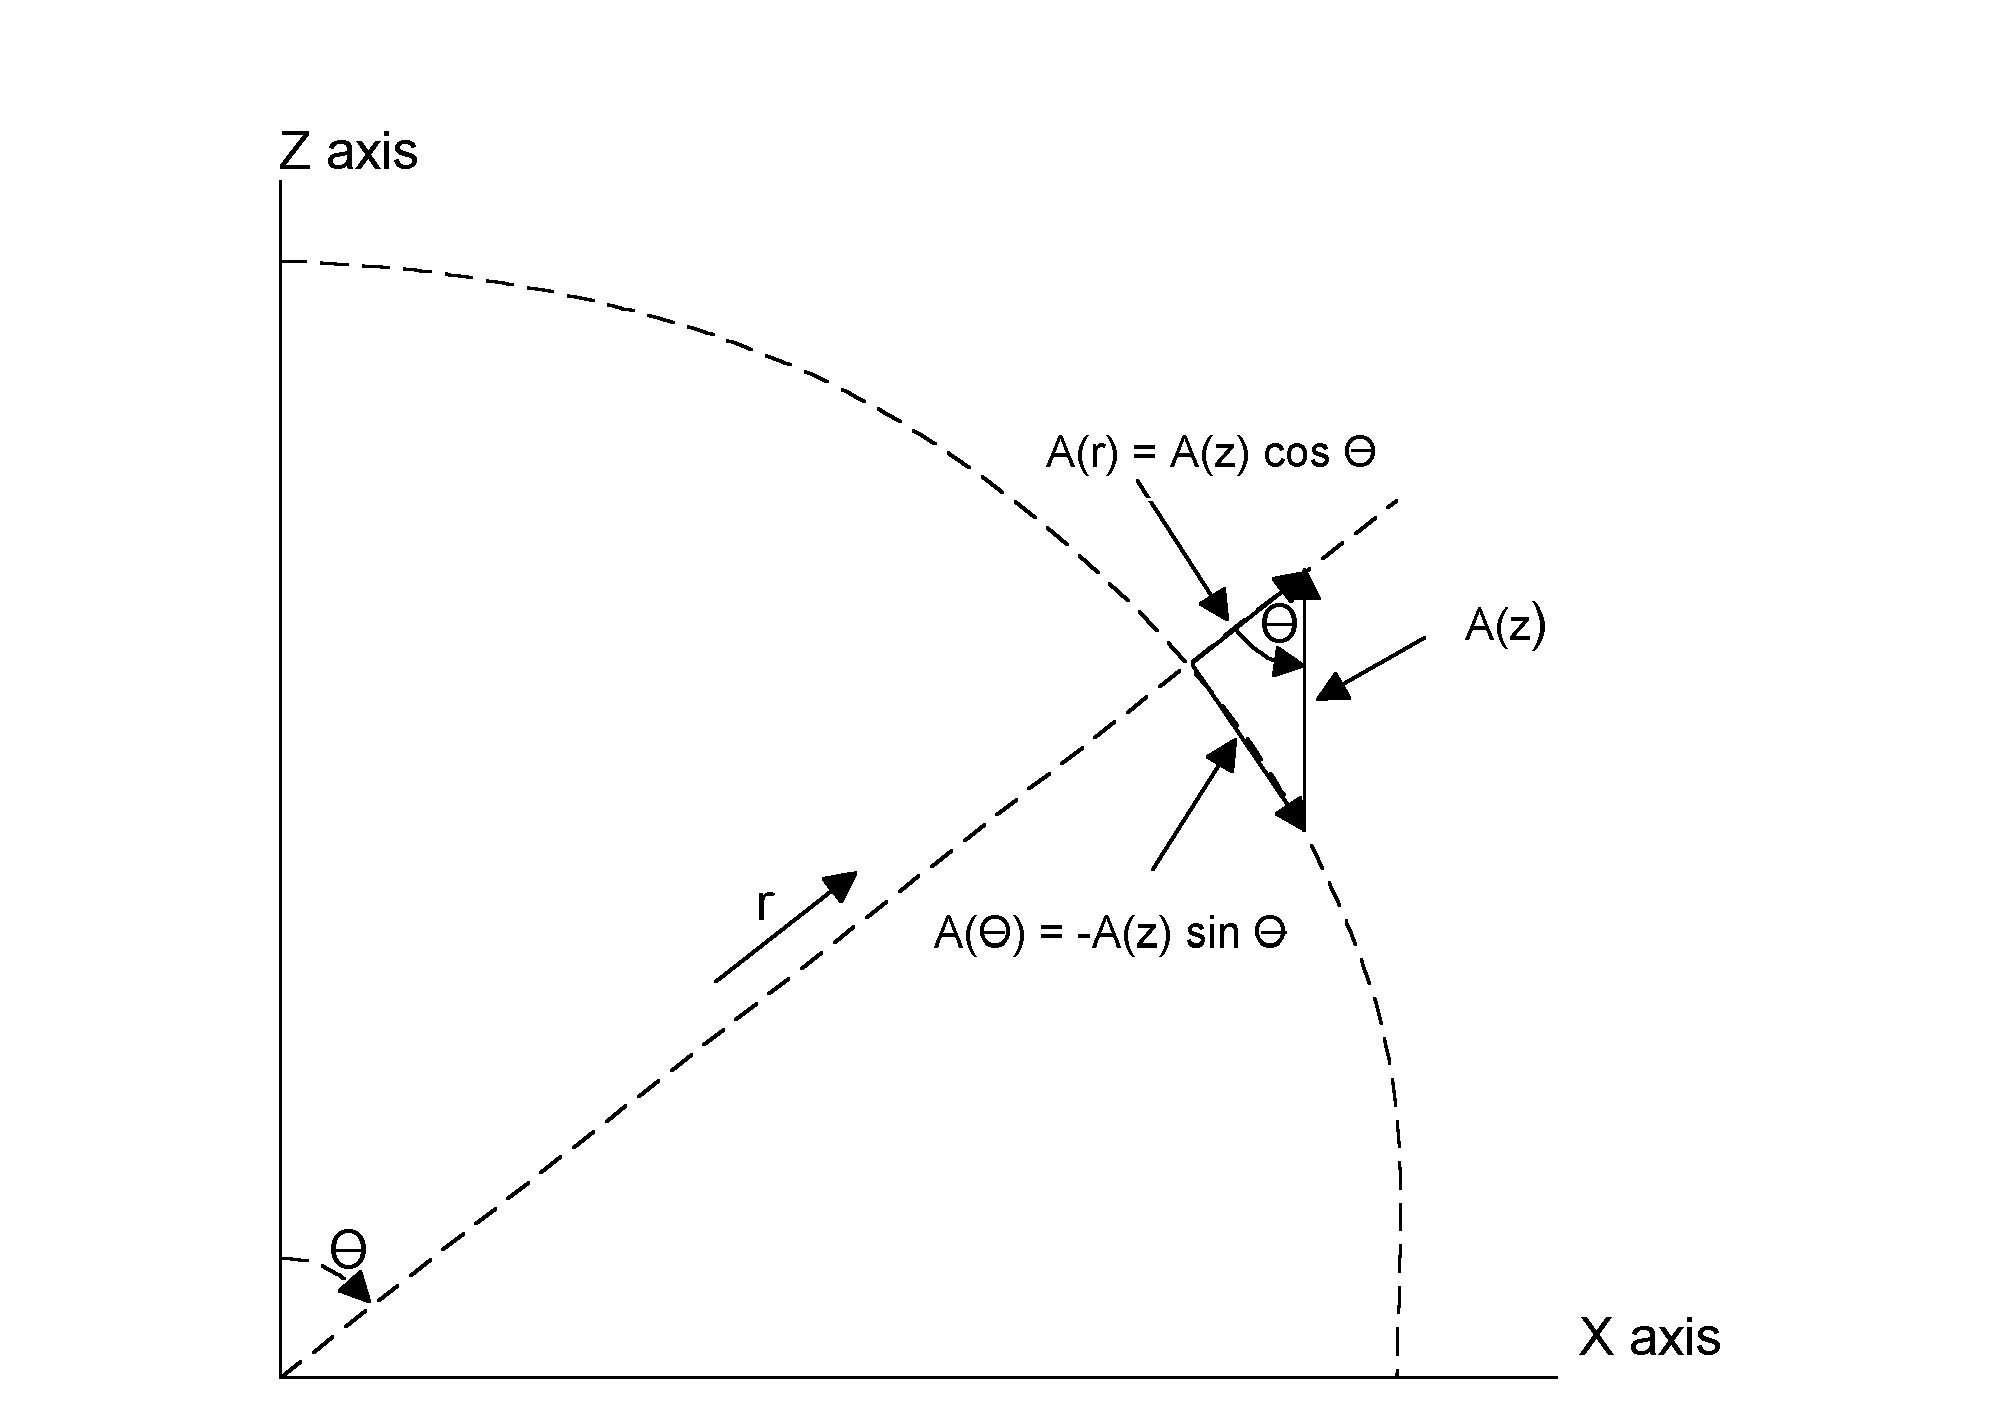 Z axis
A(r) = A(z) cos Θ
Θ
A(z)
r
A(Θ) = -A(z) sin Θ
Θ
X axis